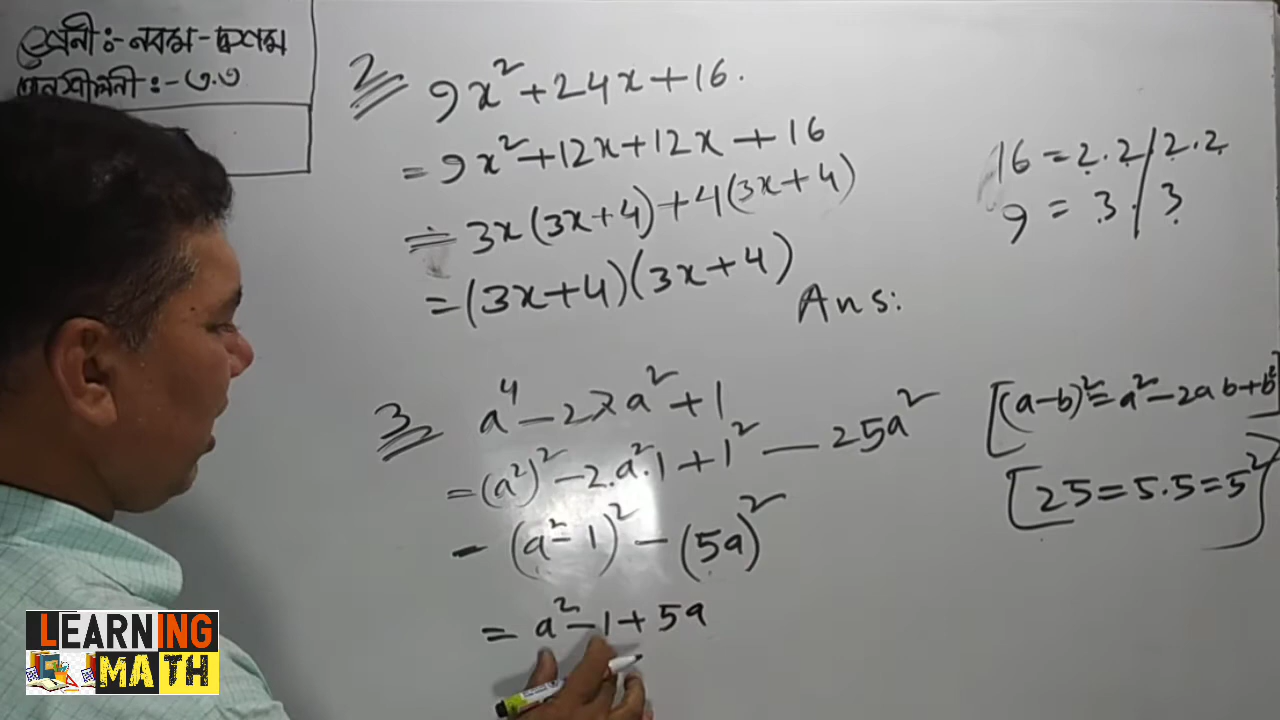 শ্রেনী:- নবম-দশম
অনুশীলনী:- ৩.৩
2
9x²+24x+16.
=9x²+12x+12x+16
=3x(3x+4)+4(3x+4)
=(3x+4)(3x+4)
Ans:
16=2.2/2.2
9=3./3
3
a⁴-27a²+1
=(a²)²-2.a².1+1²-25a²
-(a²-1)²-(5a)²
=a²-1+5a
[(a-b)²=a²-2ab+b²]
[25=5.5=5²]
LEARNING
MATH